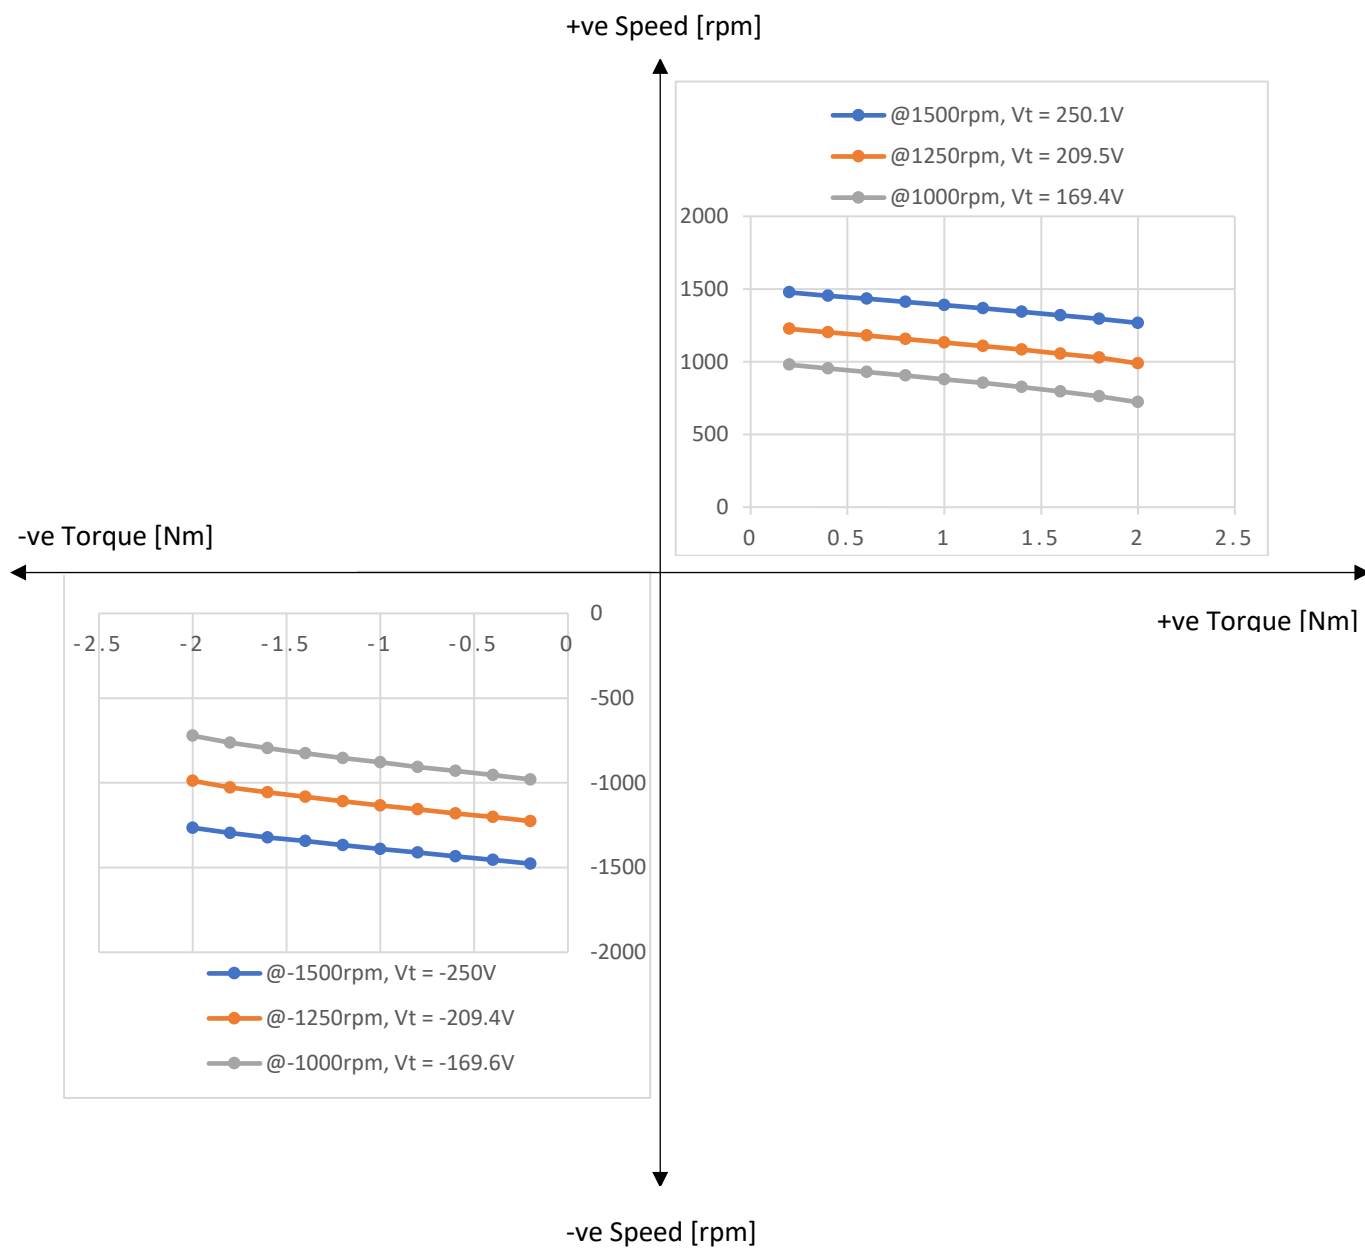 +ve Speed [rpm]
@1500rpm, Vt = 250.1V
@1250rpm, Vt = 209.5V
@1000rpm, Vt = 169.4V
2000
1500
1000
500
0
0 0.5 1 1.5 2 2.5
-ve Torque [Nm]
+ve Torque [Nm]
0
-2.5 -2 -1.5 -1 -0.5 0
-500
-1000
-1500
-2000
@-1500rpm, Vt = -250V
@-1250rpm, Vt = -209.4V
@-1000rpm, Vt = -169.6V
-ve Speed [rpm]